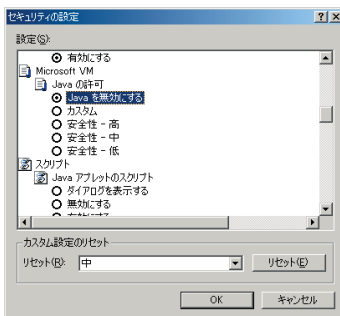 セキュリティの設定
設定(S):
有効にする
Microsoft VM
Java の許可
Java を無効にする
カスタム
安全性 - 高
安全性 - 中
安全性 - 低
スクリプト
Java アプレットのスクリプト
ダイアログを表示する
無効にする
カスタム設定のリセット
リセット(R):
中
リセット(E)
OK
キャンセル